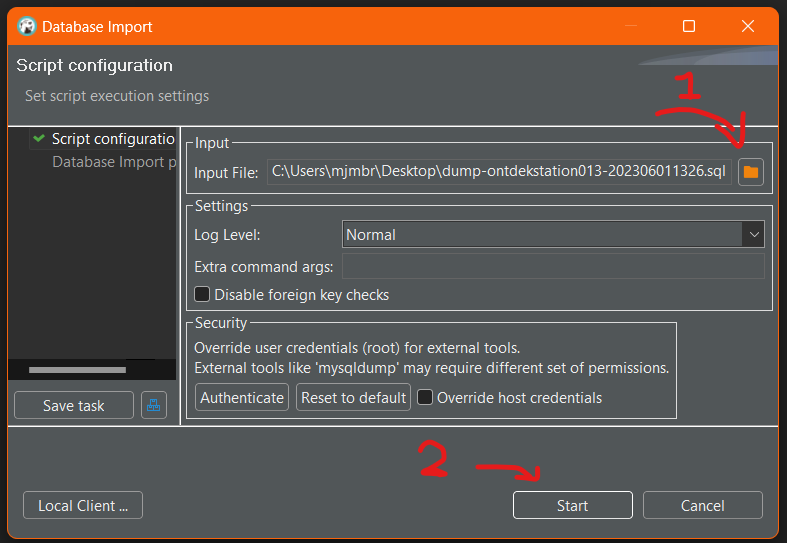 Database Import
Script configuration
Set script execution settings
1
Script configuratio
Database Import p
Input
Input File: C:\Users\mjmbr\Desktop\dump-ontdekstation013-202306011326.sql
Settings
Log Level: Normal
Extra command args:
Disable foreign key checks
Security
Override user credentials (root) for external tools.
External tools like 'mysqldump' may require different set of permissions.
Authenticate Reset to default Override host credentials
Save task
2
Local Client ... Start Cancel